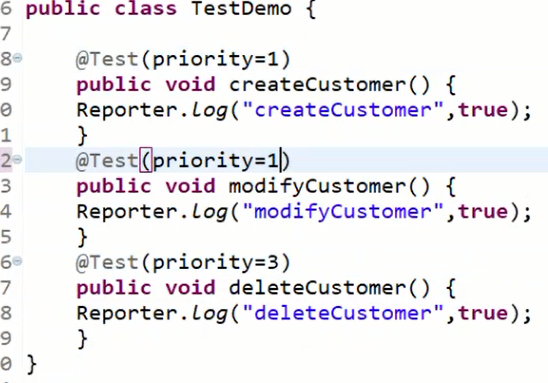 6 public class TestDemo {
7
8 @Test(priority=1)
9 public void createCustomer() {
0 Reporter.log("createCustomer",true);
1 }
2 @Test(priority=1)
3 public void modifyCustomer() {
4 Reporter.log("modifyCustomer",true);
5 }
6 @Test(priority=3)
7 public void deleteCustomer() {
8 Reporter.log("deleteCustomer",true);
9 }
0 }